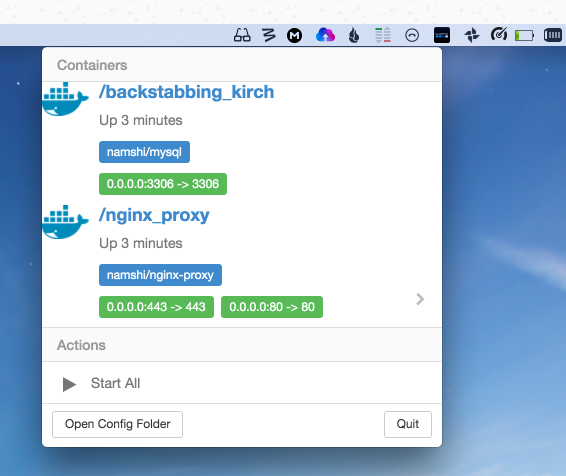 Containers
/backstabbing_kirch
Up 3 minutes
namshi/mysql
0.0.0.0:3306 -> 3306
/nginx_proxy
Up 3 minutes
namshi/nginx-proxy
0.0.0.0:443 -> 443 0.0.0.0:80 -> 80
Actions
Start All
Open Config Folder Quit